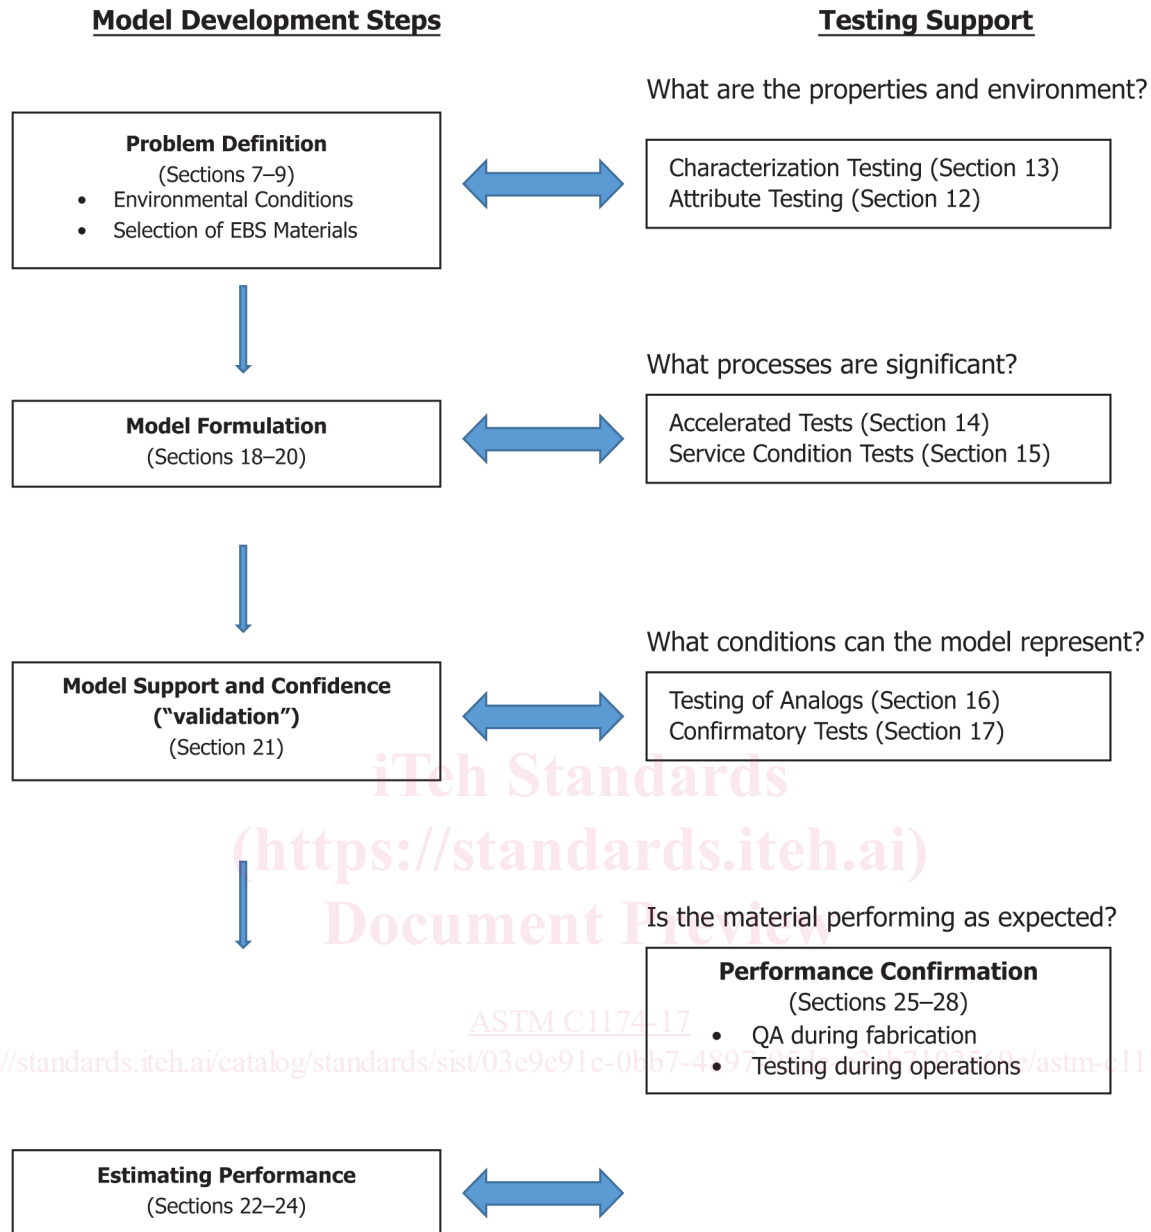 Model Development Steps
Testing Support
What are the properties and environment?
Problem Definition
(Sections 7–9)
• Environmental Conditions
• Selection of EBS Materials
Characterization Testing (Section 13)
Attribute Testing (Section 12)
What processes are significant?
Model Formulation
(Sections 18–20)
Accelerated Tests (Section 14)
Service Condition Tests (Section 15)
What conditions can the model represent?
Model Support and Confidence
(“validation”)
(Section 21)
Testing of Analogs (Section 16)
Confirmatory Tests (Section 17)
iTeh Standards
(https://standards.iteh.ai)
Document Preview
Is the material performing as expected?
Performance Confirmation
(Sections 25–28)
• QA during fabrication
• Testing during operations
ASTM C1174-17
Estimating Performance
(Sections 22–24)